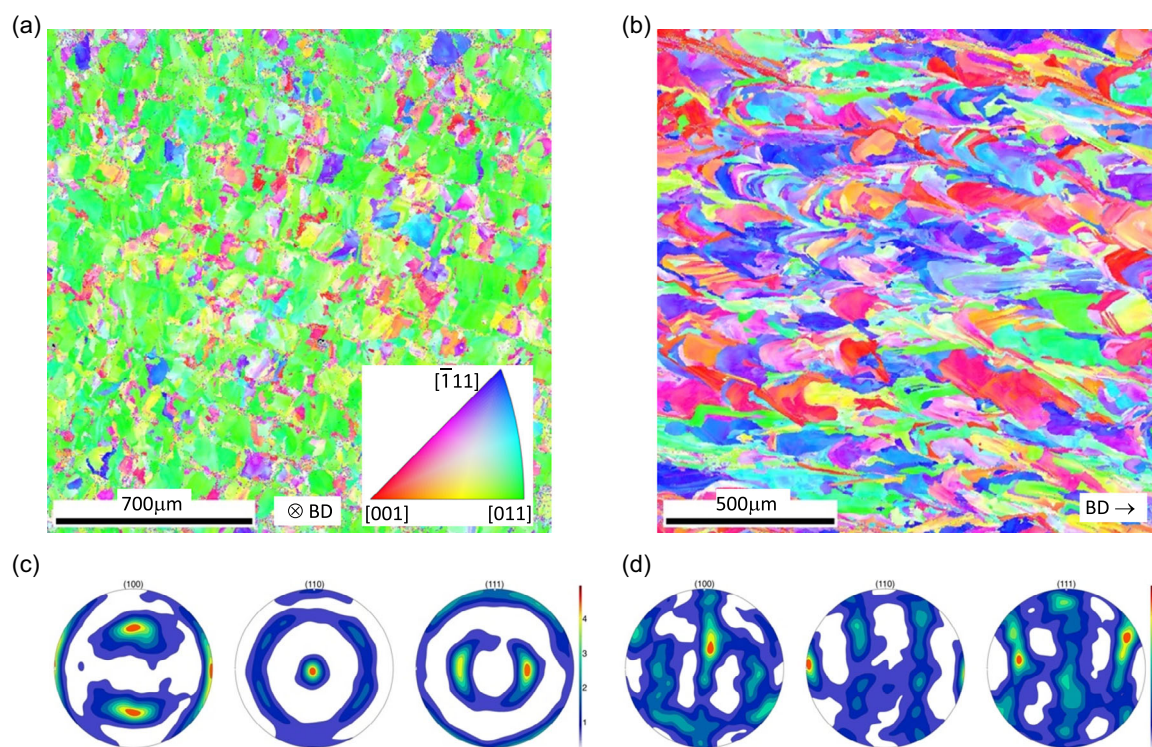 (a)
(b)
[1̅11]
[001]
[011]
700μm
⊗ BD
500μm
BD →
(c)
(d)
(100)
(110)
(111)
4
3
2
1
(100)
(110)
(111)